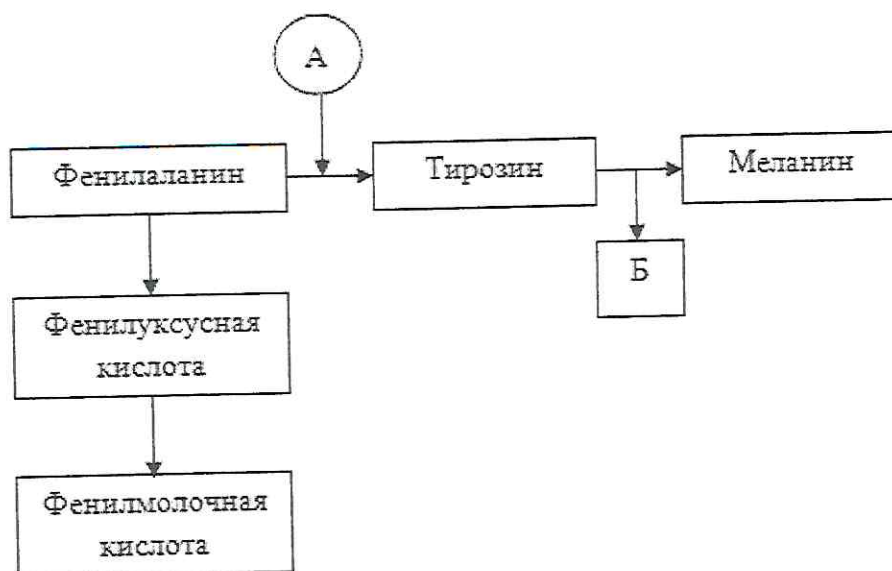 А
Фенилаланин
Тирозин
Меланин
Б
Фенилуксусная
кислота
Фенилмолочная
кислота